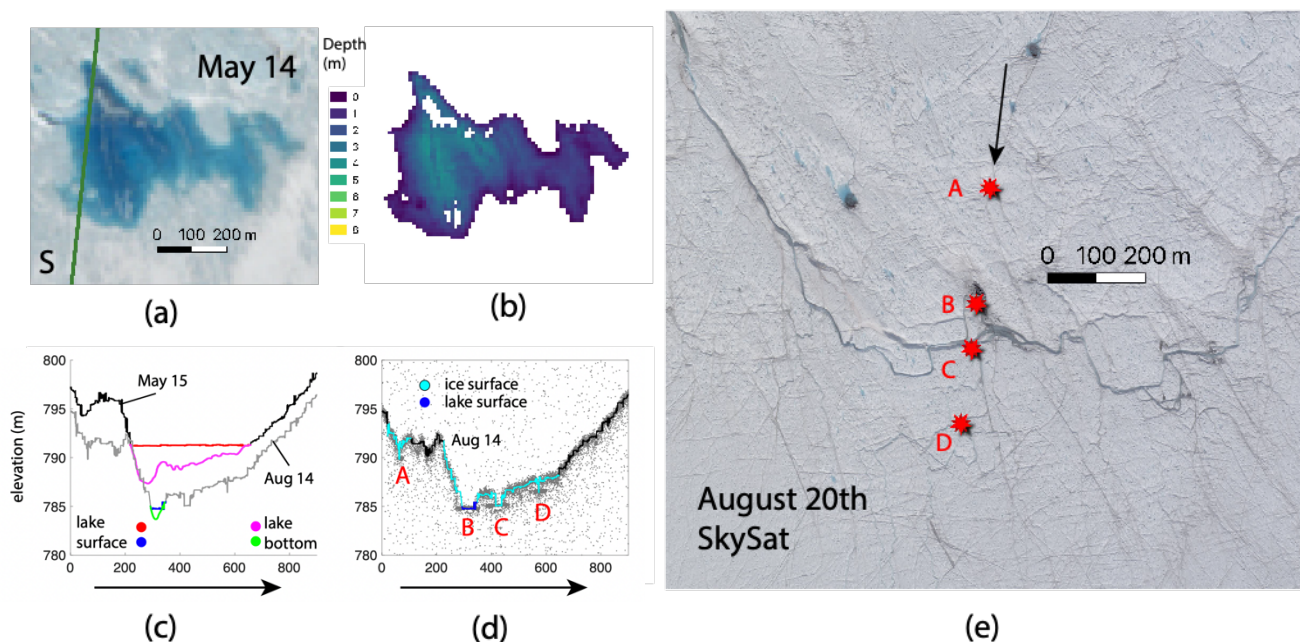 May 14
0 100 200 m
S
(a)
Depth
(m)
0
1
2
3
4
5
6
7
8
(b)
800
795
790
785
780
elevation (m)
May 15
Aug 14
lake
surface
lake
bottom
0 200 400 600 800
(c)
800
795
790
785
780
ice surface
lake surface
Aug 14
A
B
C
D
0 200 400 600 800
(d)
A
0 100 200 m
B
C
D
August 20th
SkySat
(e)